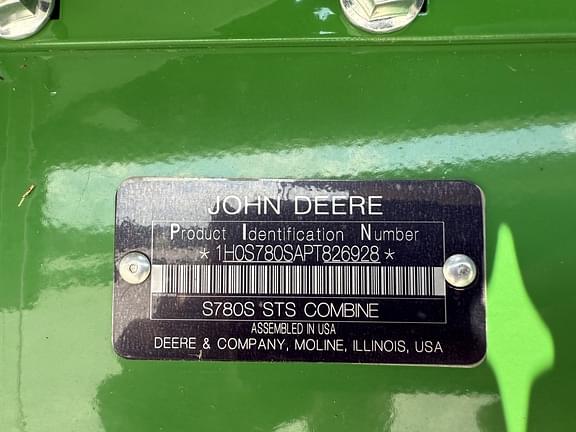 JOHN DEERE
Product Identification Number
*1H0S780SAPT826928*
S780S STS COMBINE
ASSEMBLED IN USA
DEERE & COMPANY, MOLINE, ILLINOIS, USA